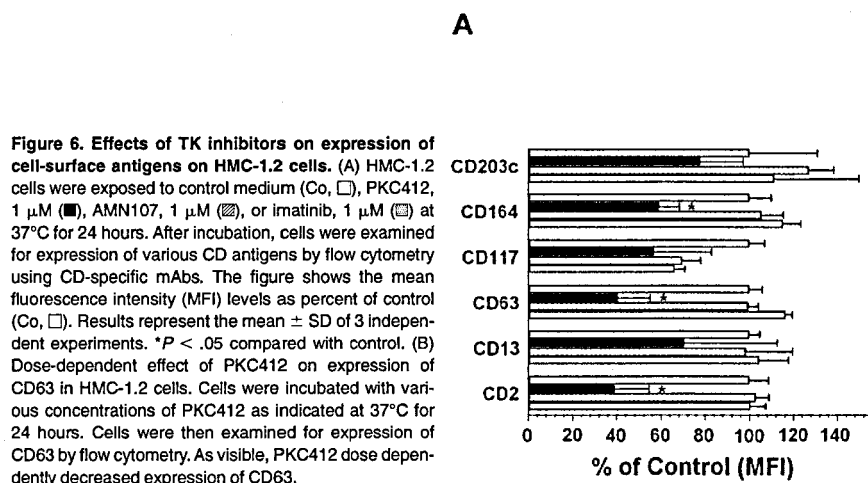 A
Figure 6. Effects of TK inhibitors on expression of
cell-surface antigens on HMC-1.2 cells. (A) HMC-1.2
cells were exposed to control medium (Co, □), PKC412,
1 μM (■), AMN107, 1 μM (▨), or imatinib, 1 μM (▒) at
37°C for 24 hours. After incubation, cells were examined
for expression of various CD antigens by flow cytometry
using CD-specific mAbs. The figure shows the mean
fluorescence intensity (MFI) levels as percent of control
(Co, □). Results represent the mean ± SD of 3 indepen-
dent experiments. *P < .05 compared with control. (B)
Dose-dependent effect of PKC412 on expression of
CD63 in HMC-1.2 cells. Cells were incubated with vari-
ous concentrations of PKC412 as indicated at 37°C for
24 hours. Cells were then examined for expression of
CD63 by flow cytometry. As visible, PKC412 dose depen-
dently decreased expression of CD63.
CD203c
CD164 *
CD117
CD63 *
CD13
CD2 *
0 20 40 60 80 100 120 140
% of Control (MFI)